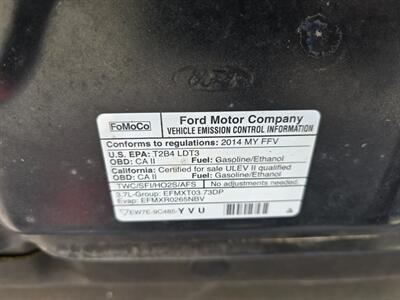 Ford
FoMoCo
Ford Motor Company
VEHICLE EMISSION CONTROL INFORMATION
Conforms to regulations: 2014 MY FFV
U.S. EPA: T2B4 LDT3
OBD: CA II Fuel: Gasoline/Ethanol
California: Certified for sale ULEV II qualified
OBD: CA II Fuel: Gasoline/Ethanol
TWC/SFI/HO2S/AFS No adjustments needed.
3.7L-Group: EFMXT03.73DP
Evap: EFMXR0265NBV
EW7E-9C485- Y V U